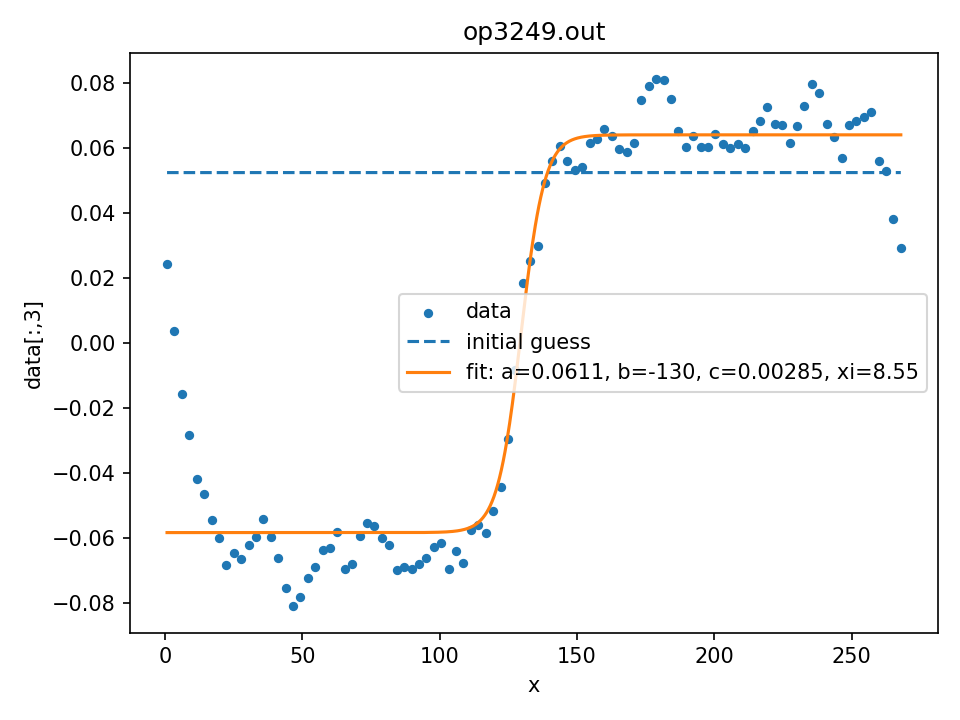 op3249.out
0.08
0.06
0.04
0.02
0.00
−0.02
−0.04
−0.06
−0.08
data[:,3]
data
initial guess
fit: a=0.0611, b=-130, c=0.00285, xi=8.55
0 50 100 150 200 250
x